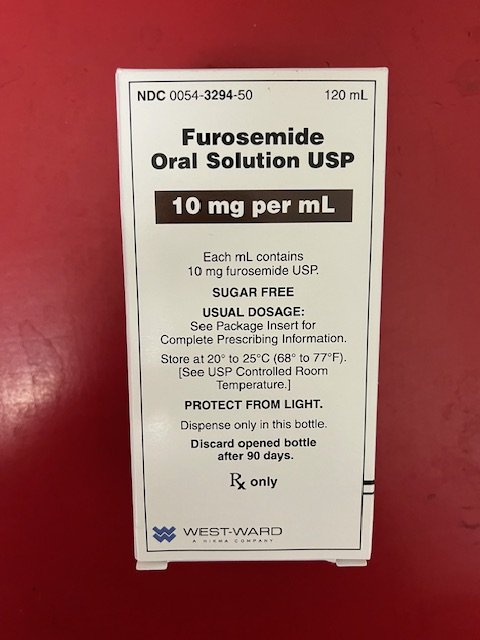 NDC 0054-3294-50 120 mL
Furosemide
Oral Solution USP
10 mg per mL
Each mL contains
10 mg furosemide USP.
SUGAR FREE
USUAL DOSAGE:
See Package Insert for
Complete Prescribing Information.
Store at 20° to 25°C (68° to 77°F).
[See USP Controlled Room
Temperature.]
PROTECT FROM LIGHT.
Dispense only in this bottle.
Discard opened bottle
after 90 days.
℞ only
WEST-WARD
A HIKMA COMPANY